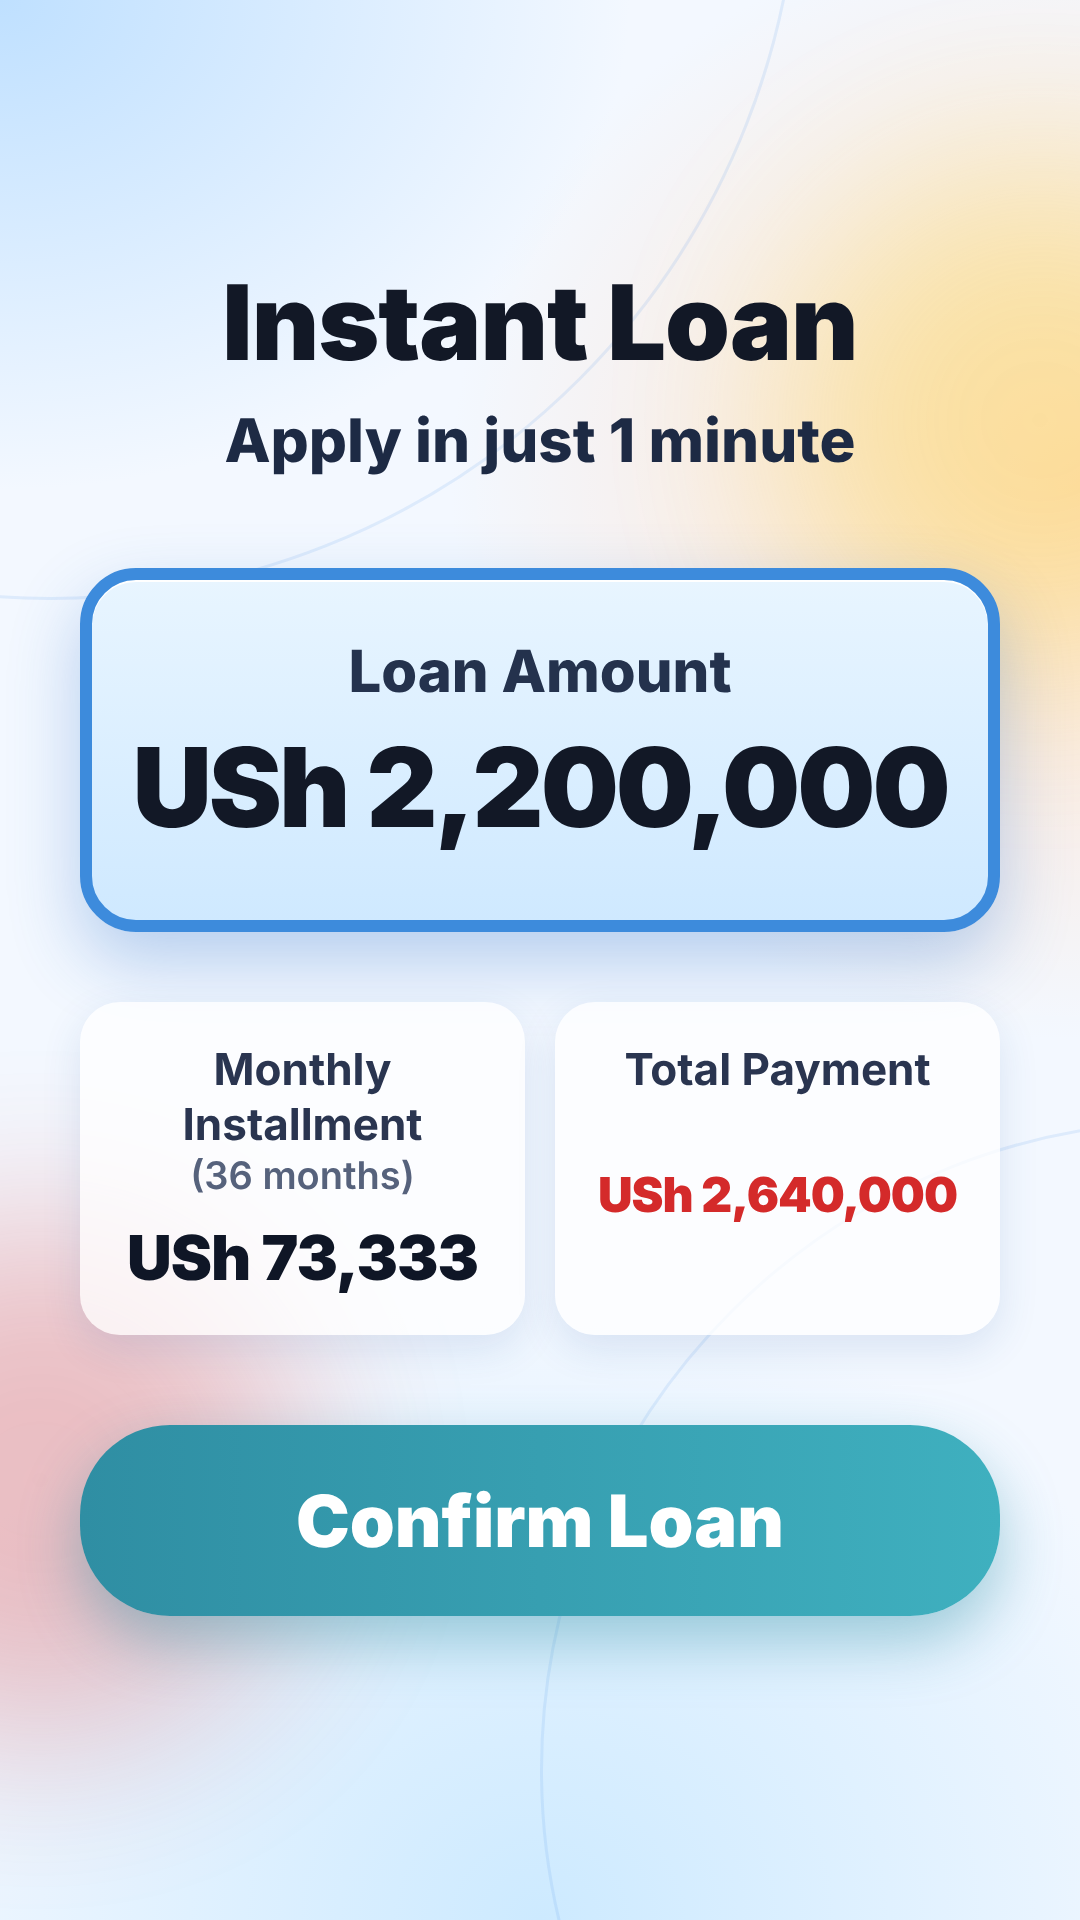 Instant Loan
Apply in just 1 minute
Loan Amount
USh 2,200,000
Monthly
Installment
(36 months)
USh 73,333
Total Payment
USh 2,640,000
Confirm Loan